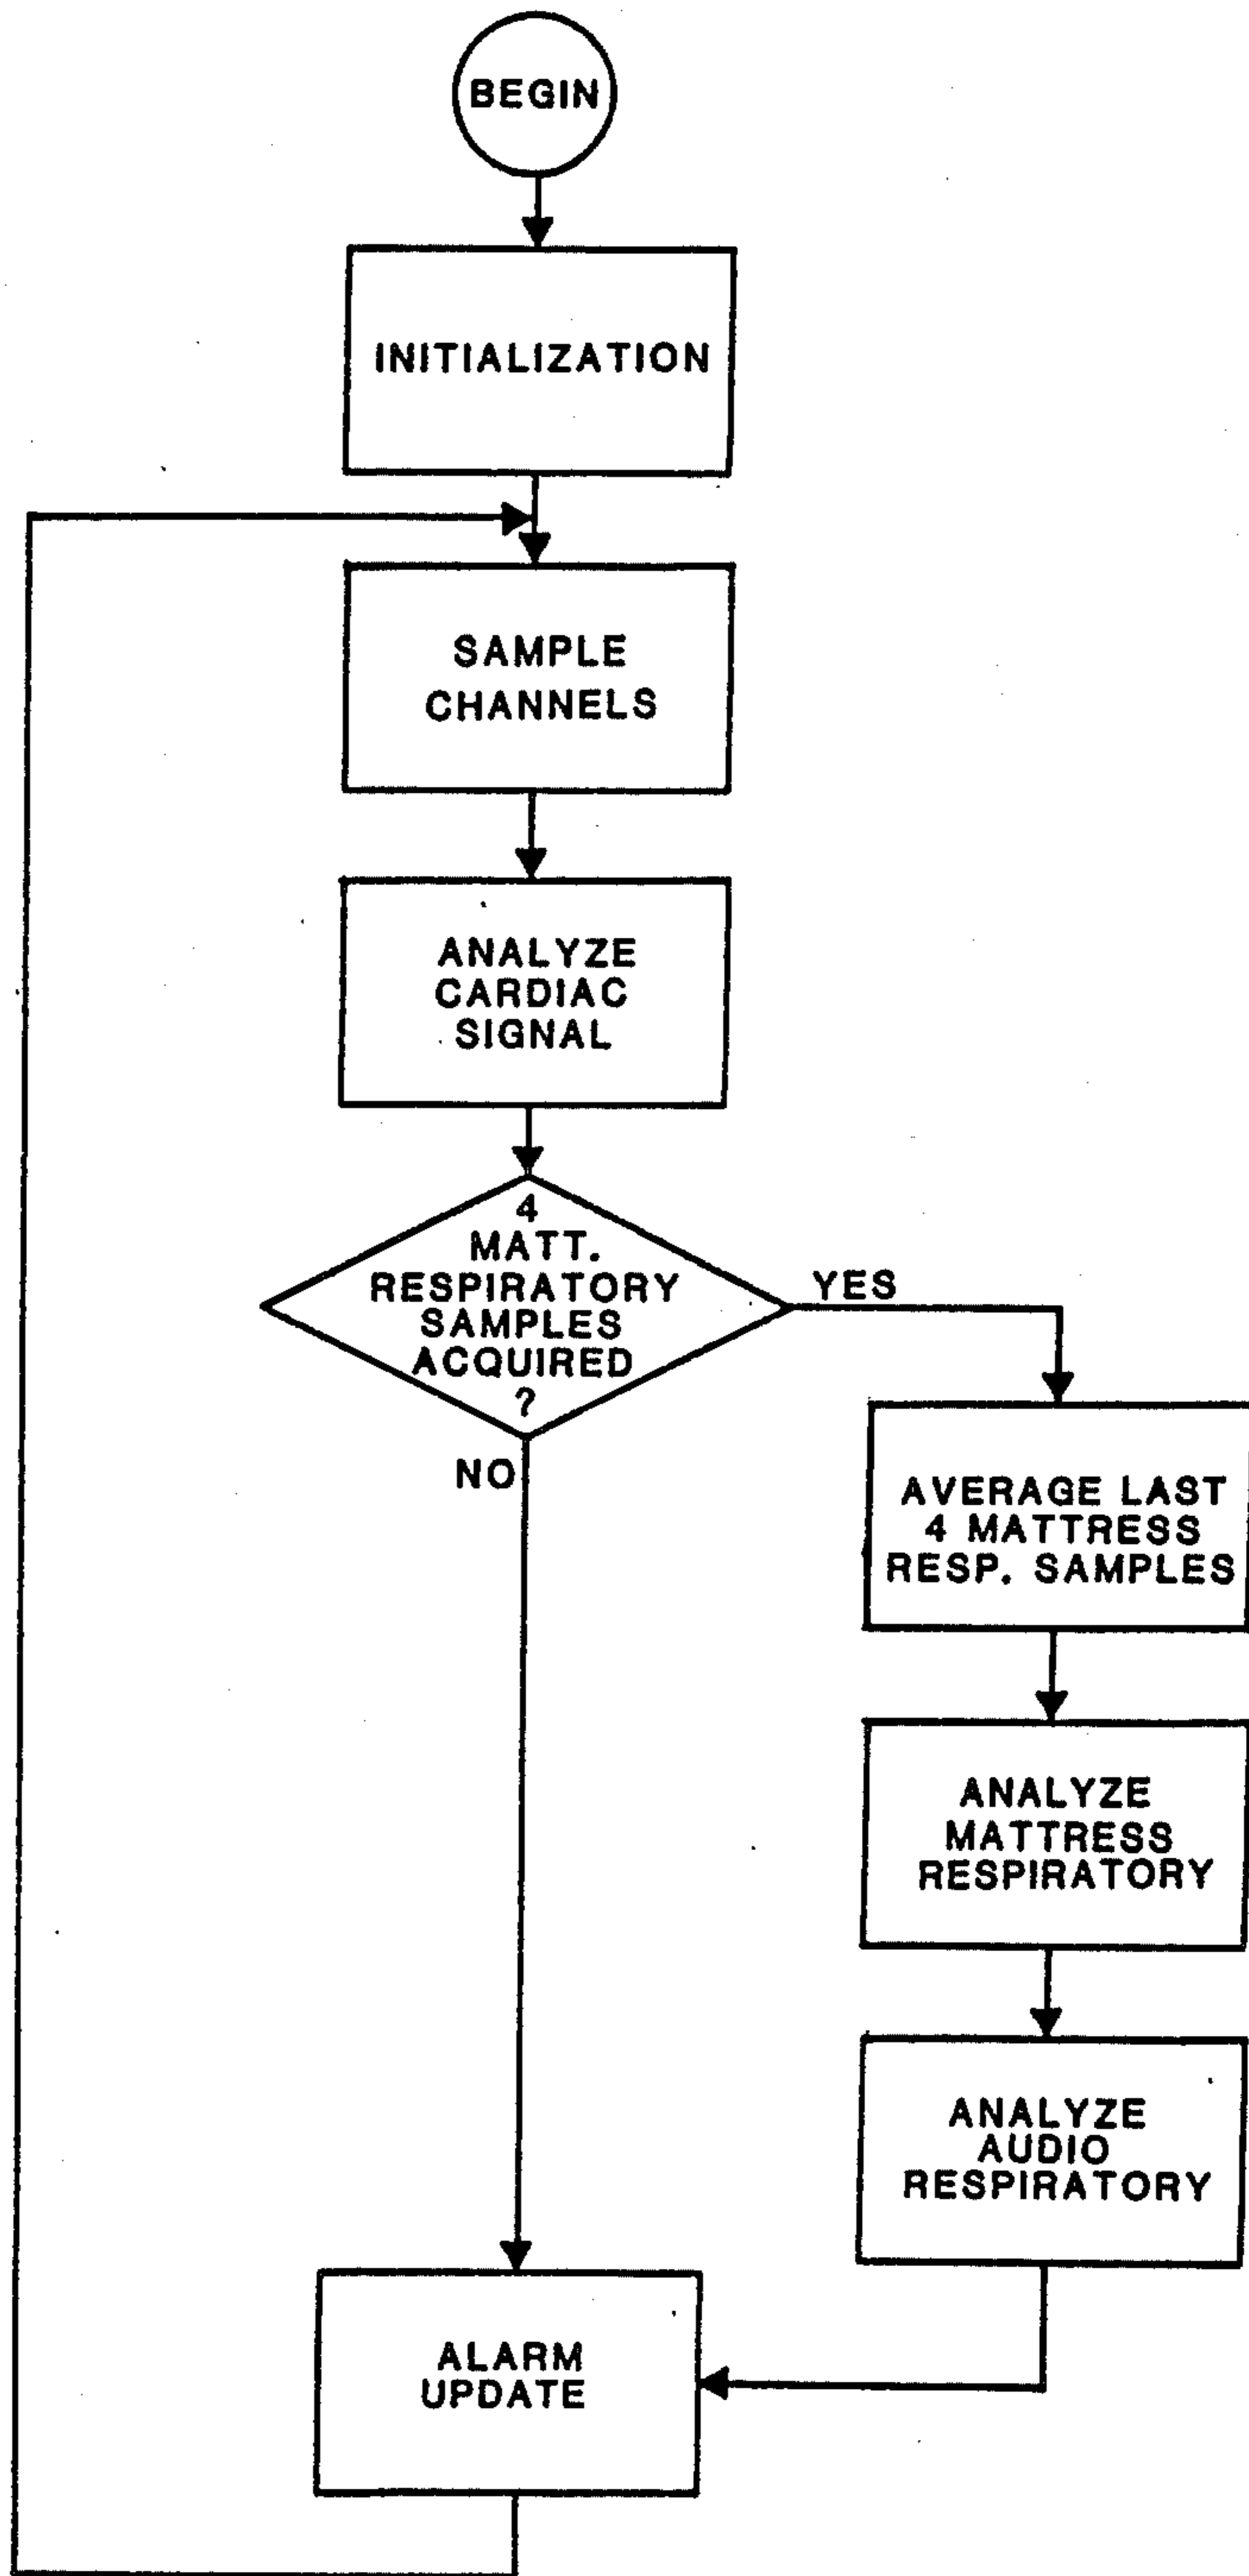 BEGIN
INITIALIZATION
SAMPLE
CHANNELS
ANALYZE
CARDIAC
SIGNAL
4
MATT.
RESPIRATORY
SAMPLES
ACQUIRED
?
YES
NO
AVERAGE LAST
4 MATTRESS
RESP. SAMPLES
ANALYZE
MATTRESS
RESPIRATORY
ANALYZE
AUDIO
RESPIRATORY
ALARM
UPDATE